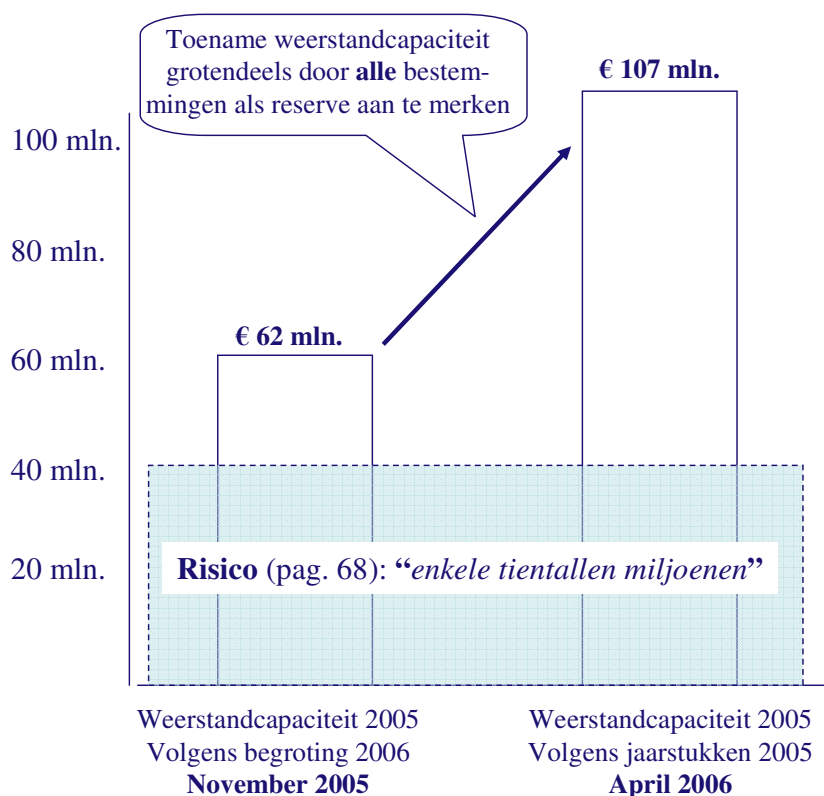 Toename weerstandcapaciteit
grotendeels door alle bestem-
mingen als reserve aan te merken
€ 107 mln.
100 mln.
80 mln.
€ 62 mln.
60 mln.
40 mln.
20 mln.
Risico (pag. 68): “enkele tientallen miljoenen”
Weerstandcapaciteit 2005
Volgens begroting 2006
November 2005
Weerstandcapaciteit 2005
Volgens jaarstukken 2005
April 2006